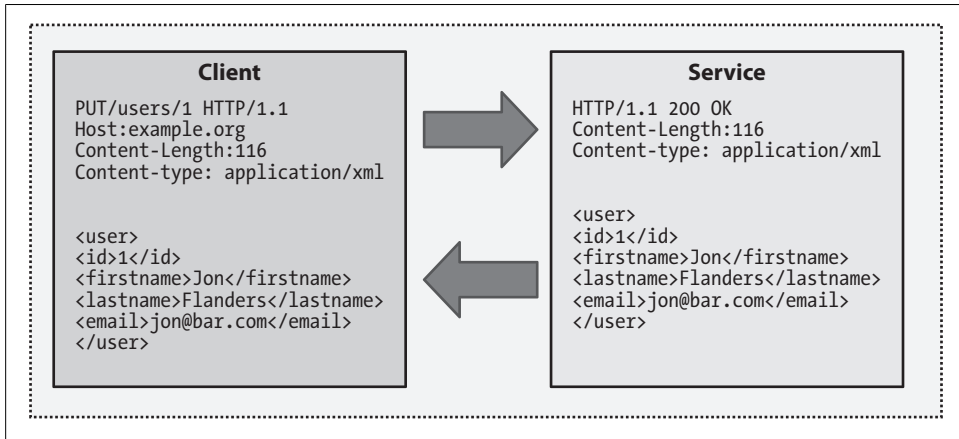 Client
PUT/users/1 HTTP/1.1
Host:example.org
Content-Length:116
Content-type: application/xml
<user>
<id>1</id>
<firstname>Jon</firstname>
<lastname>Flanders</lastname>
<email>jon@bar.com</email>
</user>
Service
HTTP/1.1 200 OK
Content-Length:116
Content-type: application/xml
<user>
<id>1</id>
<firstname>Jon</firstname>
<lastname>Flanders</lastname>
<email>jon@bar.com</email>
</user>